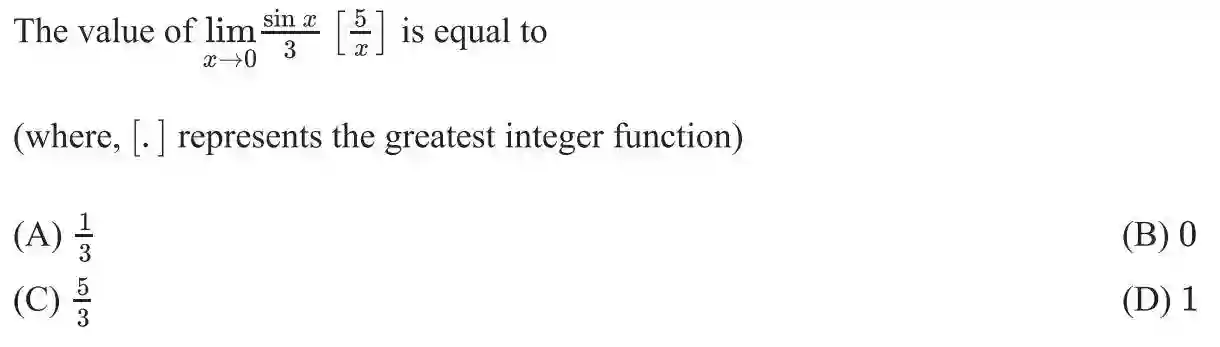 The value of $\lim_{x \to 0} \frac{\sin x}{3} \left[ \frac{5}{x} \right]$ is equal to
(where, [. ] represents the greatest integer function)
(A) $\frac{1}{3}$ (B) 0
(C) $\frac{5}{3}$ (D) 1